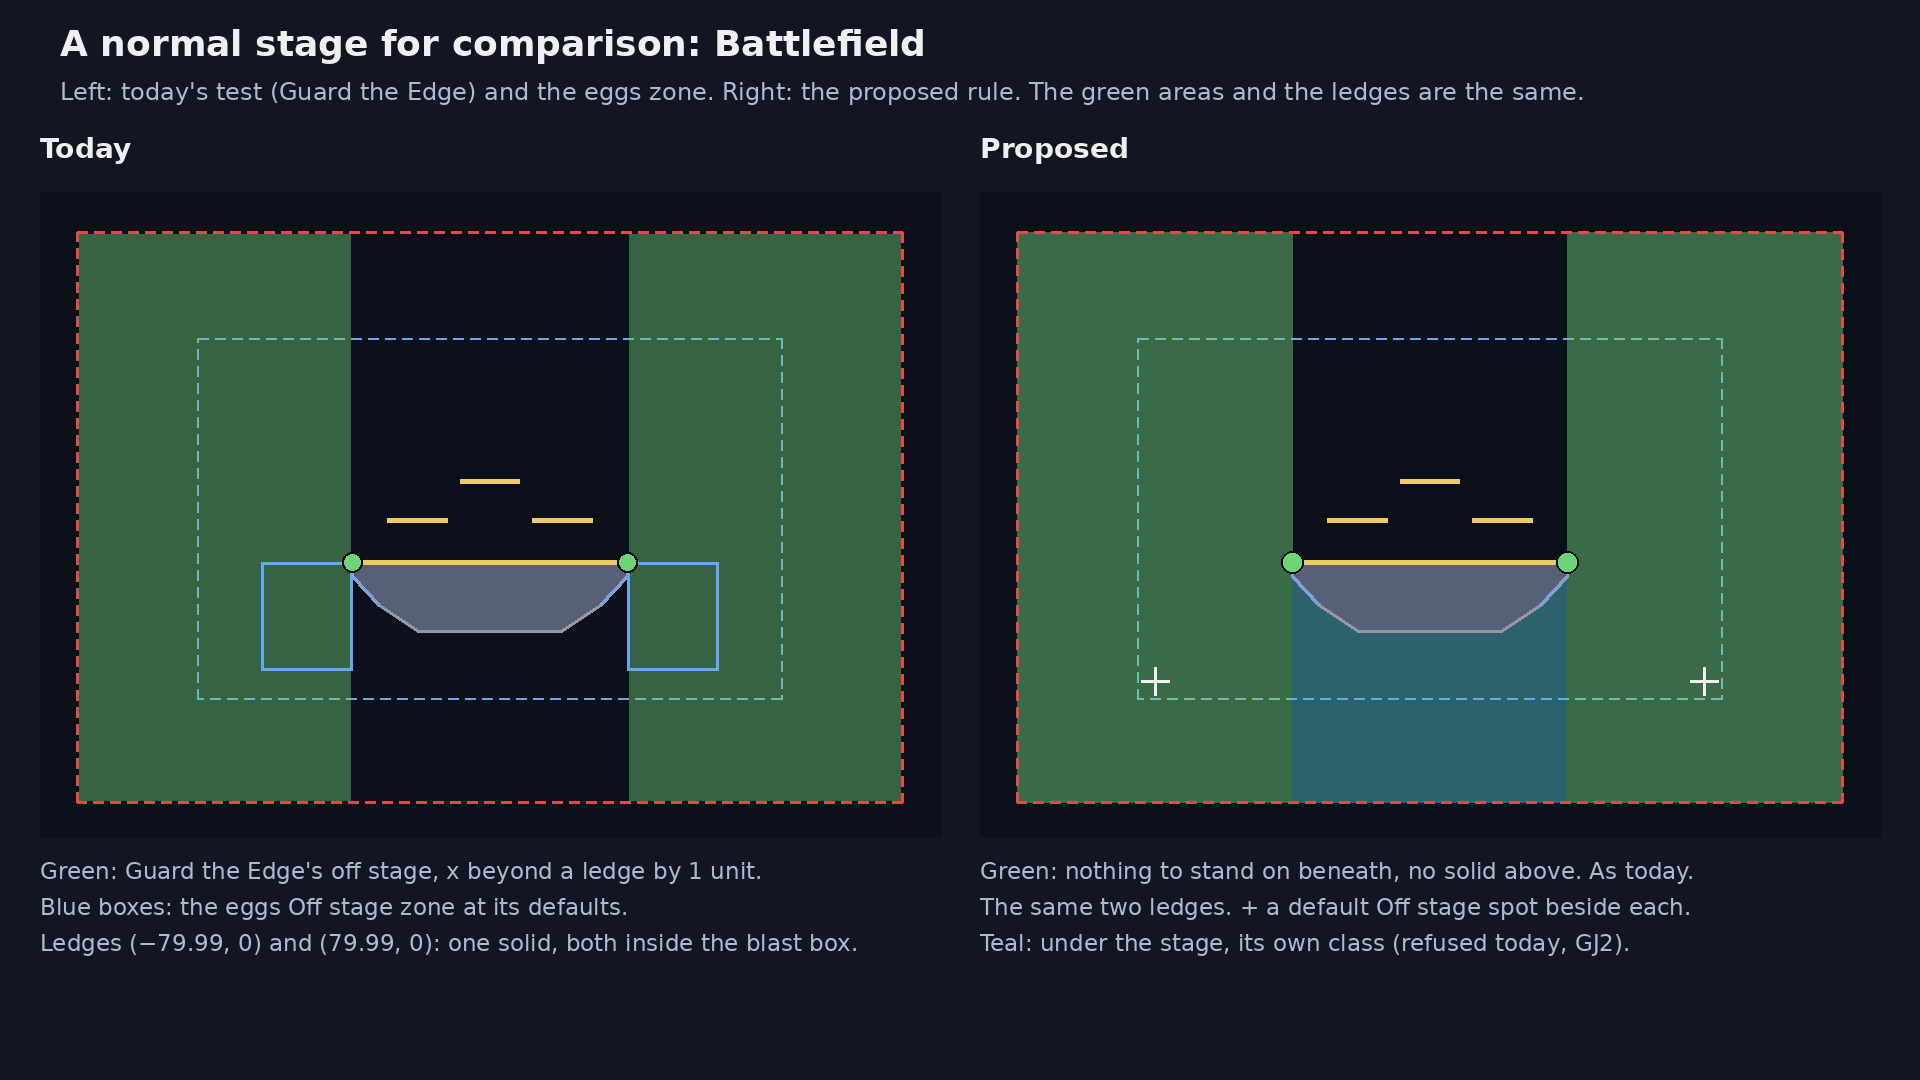 A normal stage for comparison: Battlefield
Left: today's test (Guard the Edge) and the eggs zone. Right: the proposed rule. The green areas and the ledges are the same.
Today
Proposed
Green: Guard the Edge's off stage, x beyond a ledge by 1 unit.
Blue boxes: the eggs Off stage zone at its defaults.
Ledges (−79.99, 0) and (79.99, 0): one solid, both inside the blast box.
Green: nothing to stand on beneath, no solid above. As today.
The same two ledges. + a default Off stage spot beside each.
Teal: under the stage, its own class (refused today, GJ2).